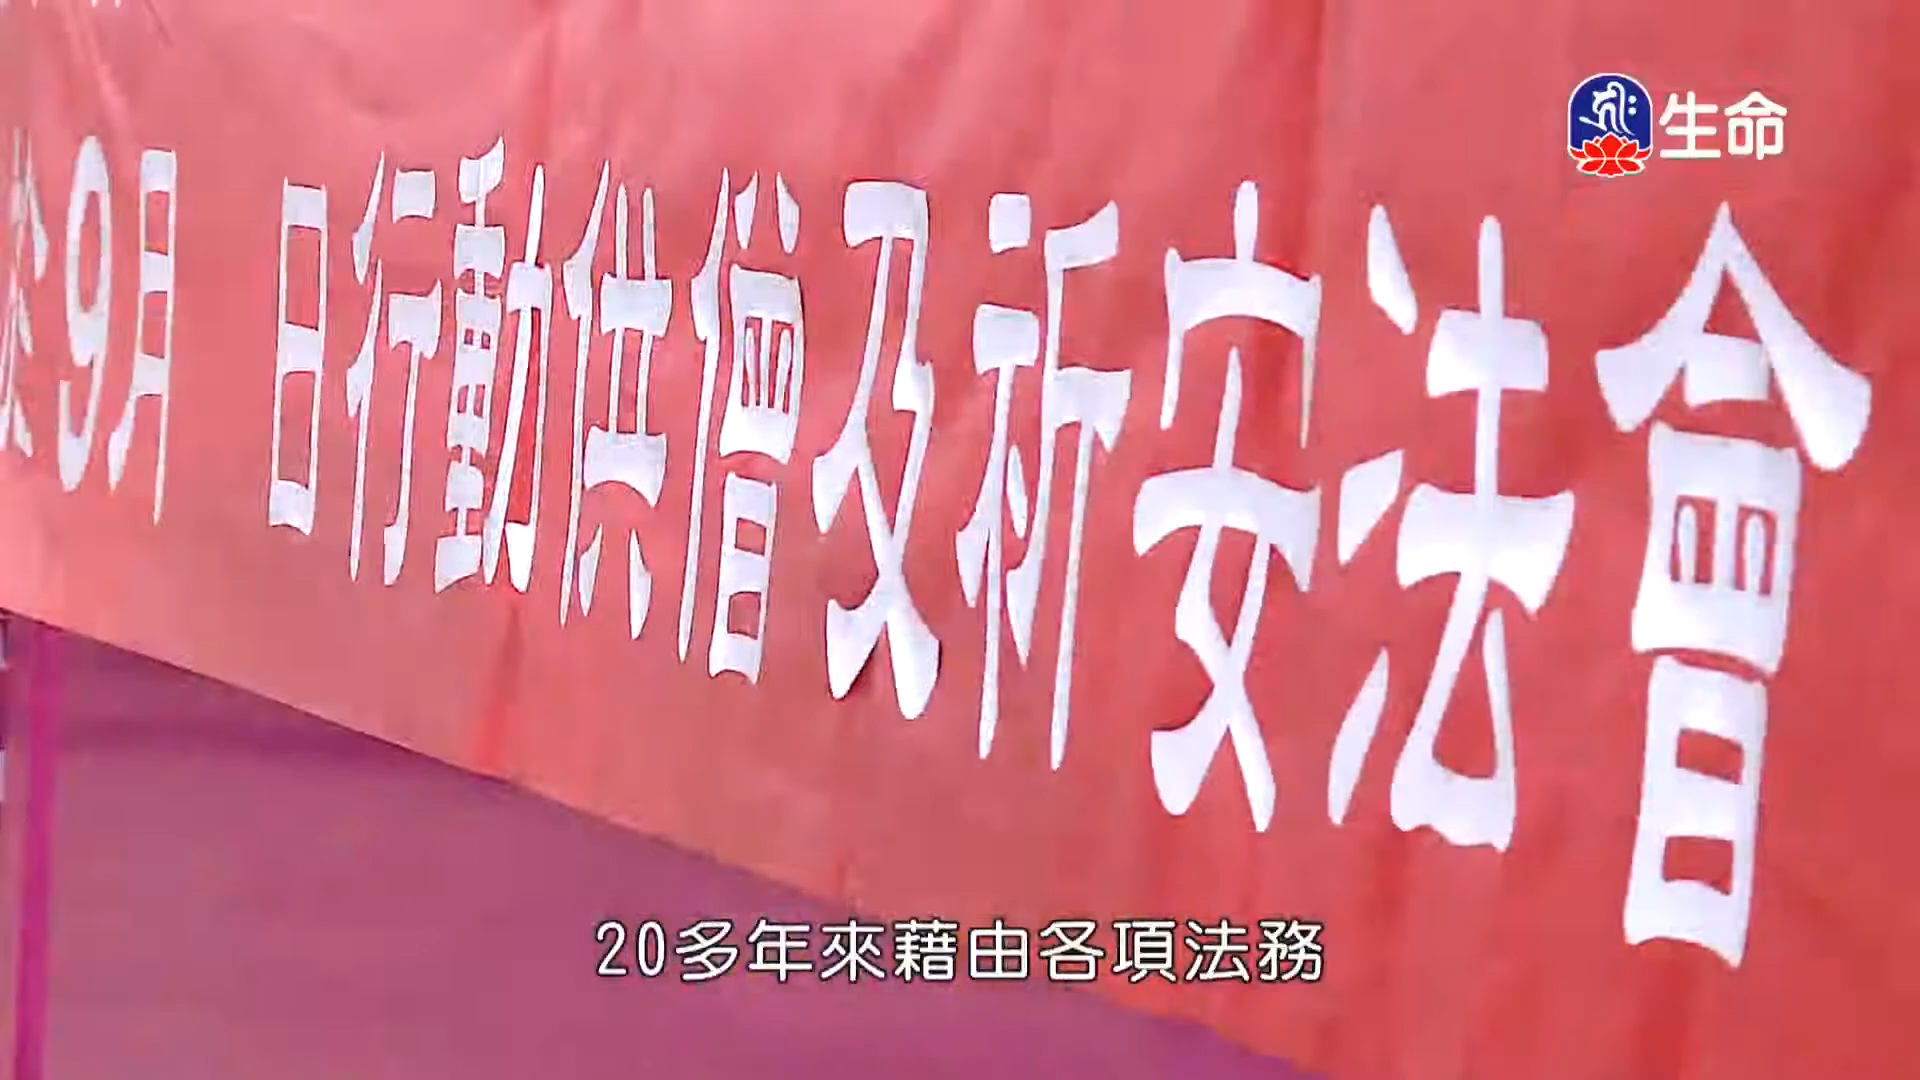 生命
於9月 日行動供僧及祈安法會
20多年來藉由各項法務